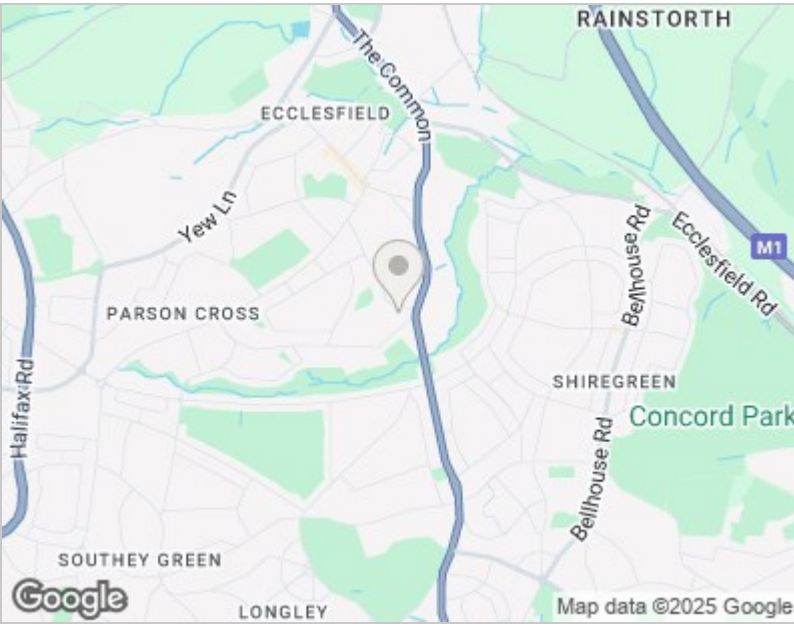 RAINSTORTH
The Common
ECCLESFIELD
Yew Ln
Bellhouse Rd
Ecclesfield Rd
M1
PARSON CROSS
Halifax Rd
SHIREGREEN
Concord Park
Bellhouse Rd
SOUTHEY GREEN
LONGLEY
Google
Map data ©2025 Google